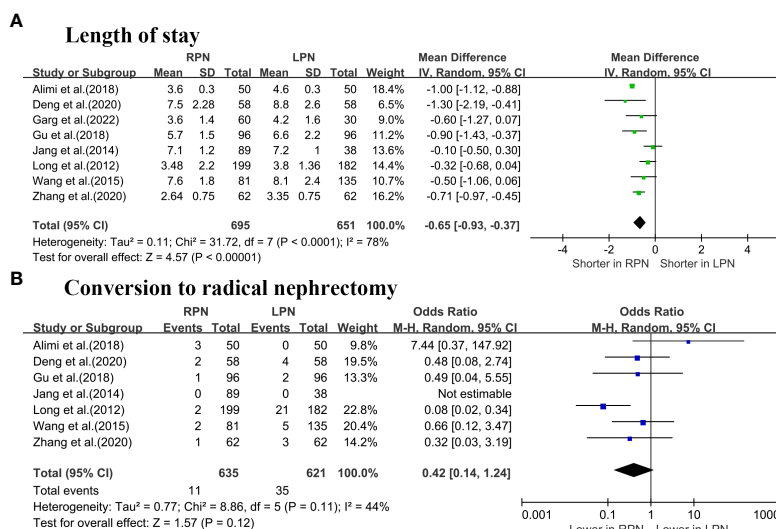 A
Length of stay
RPN LPN Mean Difference Mean Difference
Study or Subgroup Mean SD Total Mean SD Total Weight IV, Random, 95% CI IV, Random, 95% CI
Alimi et al.(2018) 3.6 0.3 50 4.6 0.3 50 18.4% -1.00 [-1.12, -0.88]
Deng et al.(2020) 7.5 2.28 58 8.8 2.6 58 5.7% -1.30 [-2.19, -0.41]
Garg et al.(2022) 3.6 1.4 60 4.2 1.6 30 9.0% -0.60 [-1.27, 0.07]
Gu et al.(2018) 5.7 1.5 96 6.6 2.2 96 11.2% -0.90 [-1.43, -0.37]
Jang et al.(2014) 7.1 1.2 89 7.2 1 38 13.6% -0.10 [-0.50, 0.30]
Long et al.(2012) 3.48 2.2 199 3.8 1.36 182 14.4% -0.32 [-0.68, 0.04]
Wang et al.(2015) 7.6 1.8 81 8.1 2.4 135 10.8% -0.50 [-1.06, 0.06]
Zhang et al.(2020) 2.64 0.75 62 3.35 0.75 62 16.2% -0.71 [-0.97, -0.45]
Total (95% CI) 695 651 100.0% -0.65 [-0.93, -0.37]
Heterogeneity: Tau² = 0.11; Chi² = 31.72, df = 7 (P < 0.0001); I² = 78%
Test for overall effect: Z = 4.57 (P < 0.00001)
-4 -2 0 2 4
Shorter in RPN Shorter in LPN
B
Conversion to radical nephrectomy
RPN LPN Odds Ratio Odds Ratio
Study or Subgroup Events Total Events Total Weight M-H, Random, 95% CI M-H, Random, 95% CI
Alimi et al.(2018) 3 50 0 50 9.8% 7.44 [0.37, 147.92]
Deng et al.(2020) 2 58 4 58 19.5% 0.48 [0.08, 2.74]
Gu et al.(2018) 1 96 2 96 13.3% 0.49 [0.04, 5.55]
Jang et al.(2014) 0 89 0 38 Not estimable
Long et al.(2012) 2 199 21 182 22.8% 0.08 [0.02, 0.34]
Wang et al.(2015) 2 81 5 135 20.4% 0.66 [0.12, 3.47]
Zhang et al.(2020) 1 62 3 62 14.2% 0.32 [0.03, 3.19]
Total (95% CI) 635 621 100.0% 0.42 [0.14, 1.24]
Total events 11 35
Heterogeneity: Tau² = 0.77; Chi² = 8.86, df = 5 (P = 0.11); I² = 44%
Test for overall effect: Z = 1.57 (P = 0.12)
0.001 0.1 1 10 1000
Lower in RPN Lower in LPN